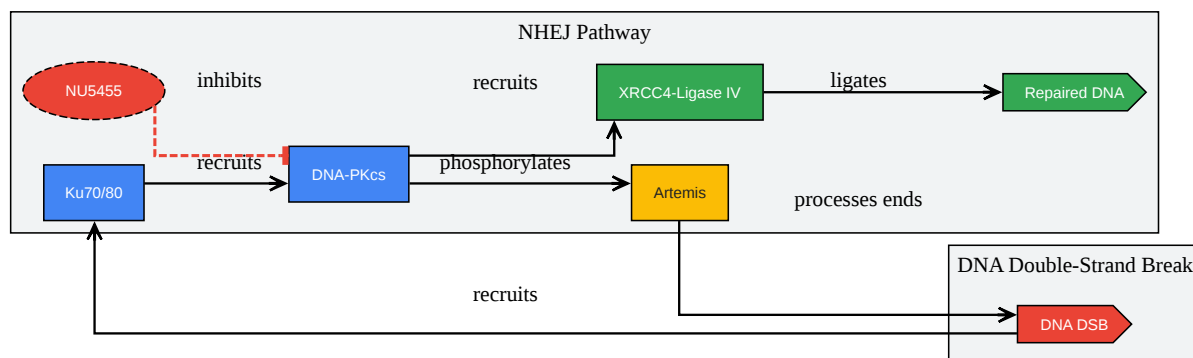 NHEJ Pathway
inhibits
recruits
NU5455
XRCC4-Ligase IV
ligates
Repaired DNA
recruits
phosphorylates
Ku70/80
DNA-PKcs
Artemis
processes ends
DNA Double-Strand Break
recruits
DNA DSB